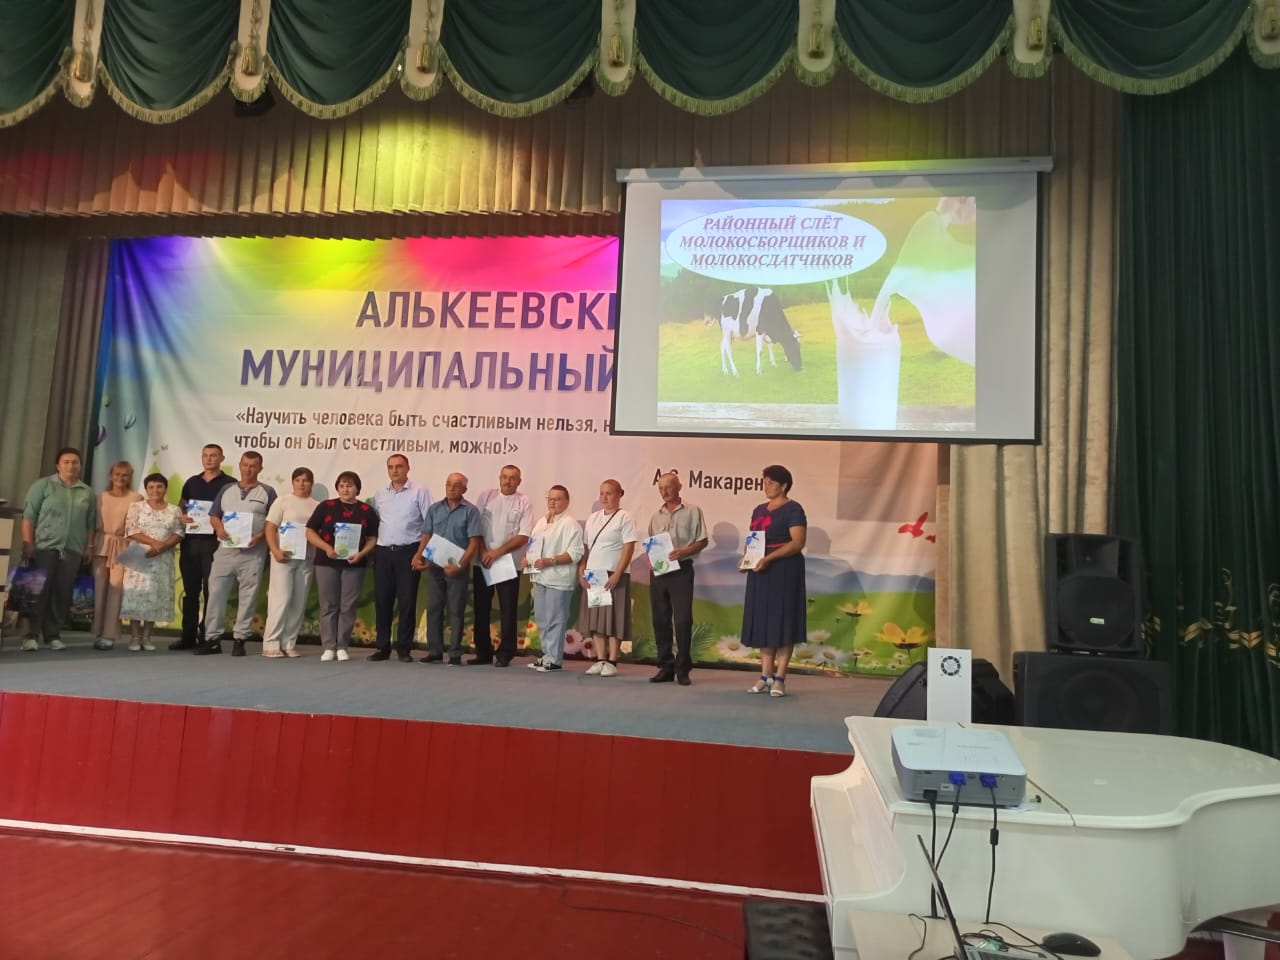 РАЙОННЫЙ СЛЁТ
МОЛОКОСБОРЩИКОВ И
МОЛОКОСДАТЧИКОВ
АЛЬКЕЕВСК
МУНИЦИПАЛЬНЫЙ
«Научить человека быть счастливым нельзя, н
чтобы он был счастливым, можно!»
А.С. Макарен